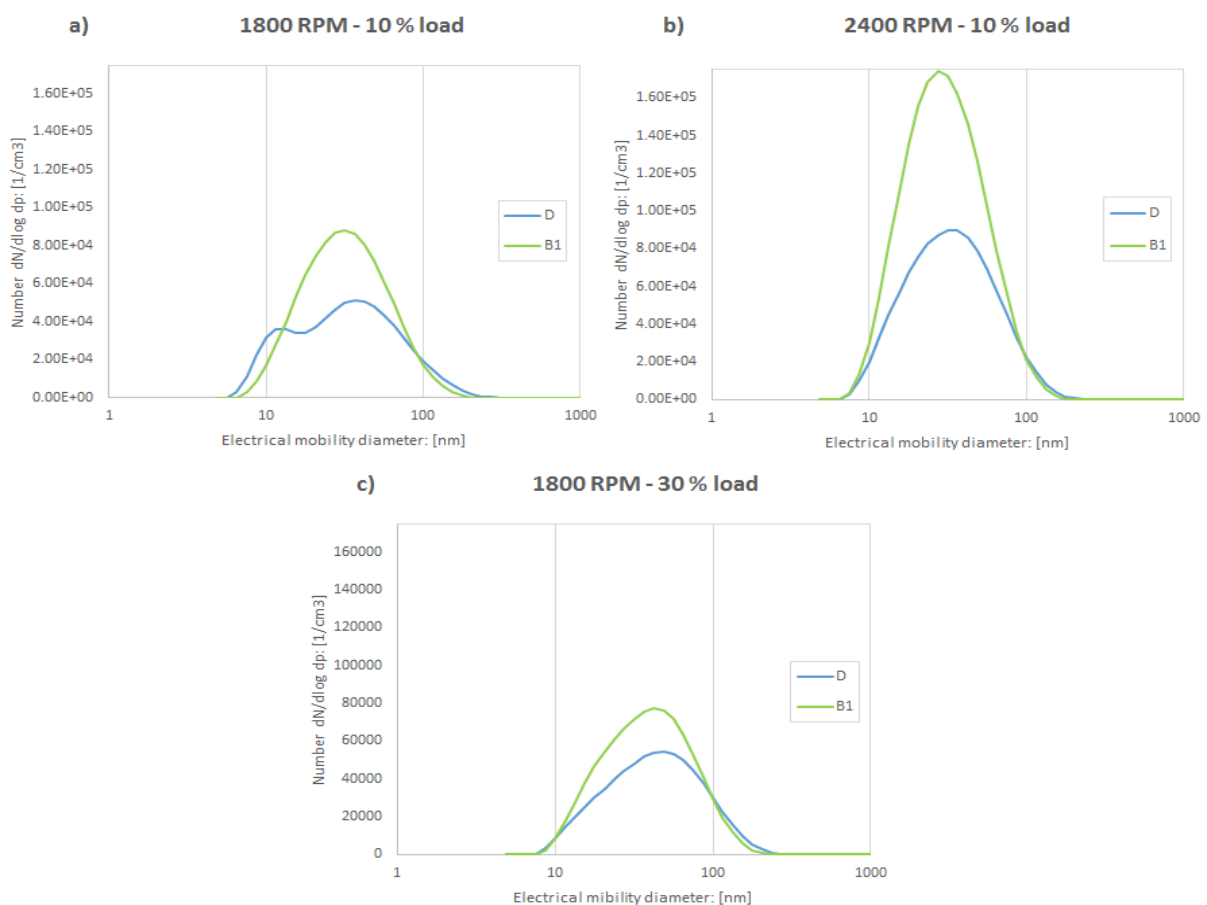 a) 1800 RPM - 10 % load
Number dN/dlog dp: [1/cm3]
1.60E+05
1.40E+05
1.20E+05
1.00E+05
8.00E+04
6.00E+04
4.00E+04
2.00E+04
0.00E+00
1 10 100 1000
Electrical mobility diameter: [nm]
D
B1
b) 2400 RPM - 10 % load
Number dN/dlog dp: [1/cm3]
1.60E+05
1.40E+05
1.20E+05
1.00E+05
8.00E+04
6.00E+04
4.00E+04
2.00E+04
0.00E+00
1 10 100 1000
Electrical mobility diameter: [nm]
D
B1
c) 1800 RPM - 30 % load
Number dN/dlog dp: [1/cm3]
160000
140000
120000
100000
80000
60000
40000
20000
0
1 10 100 1000
Electrical mibility diameter: [nm]
D
B1